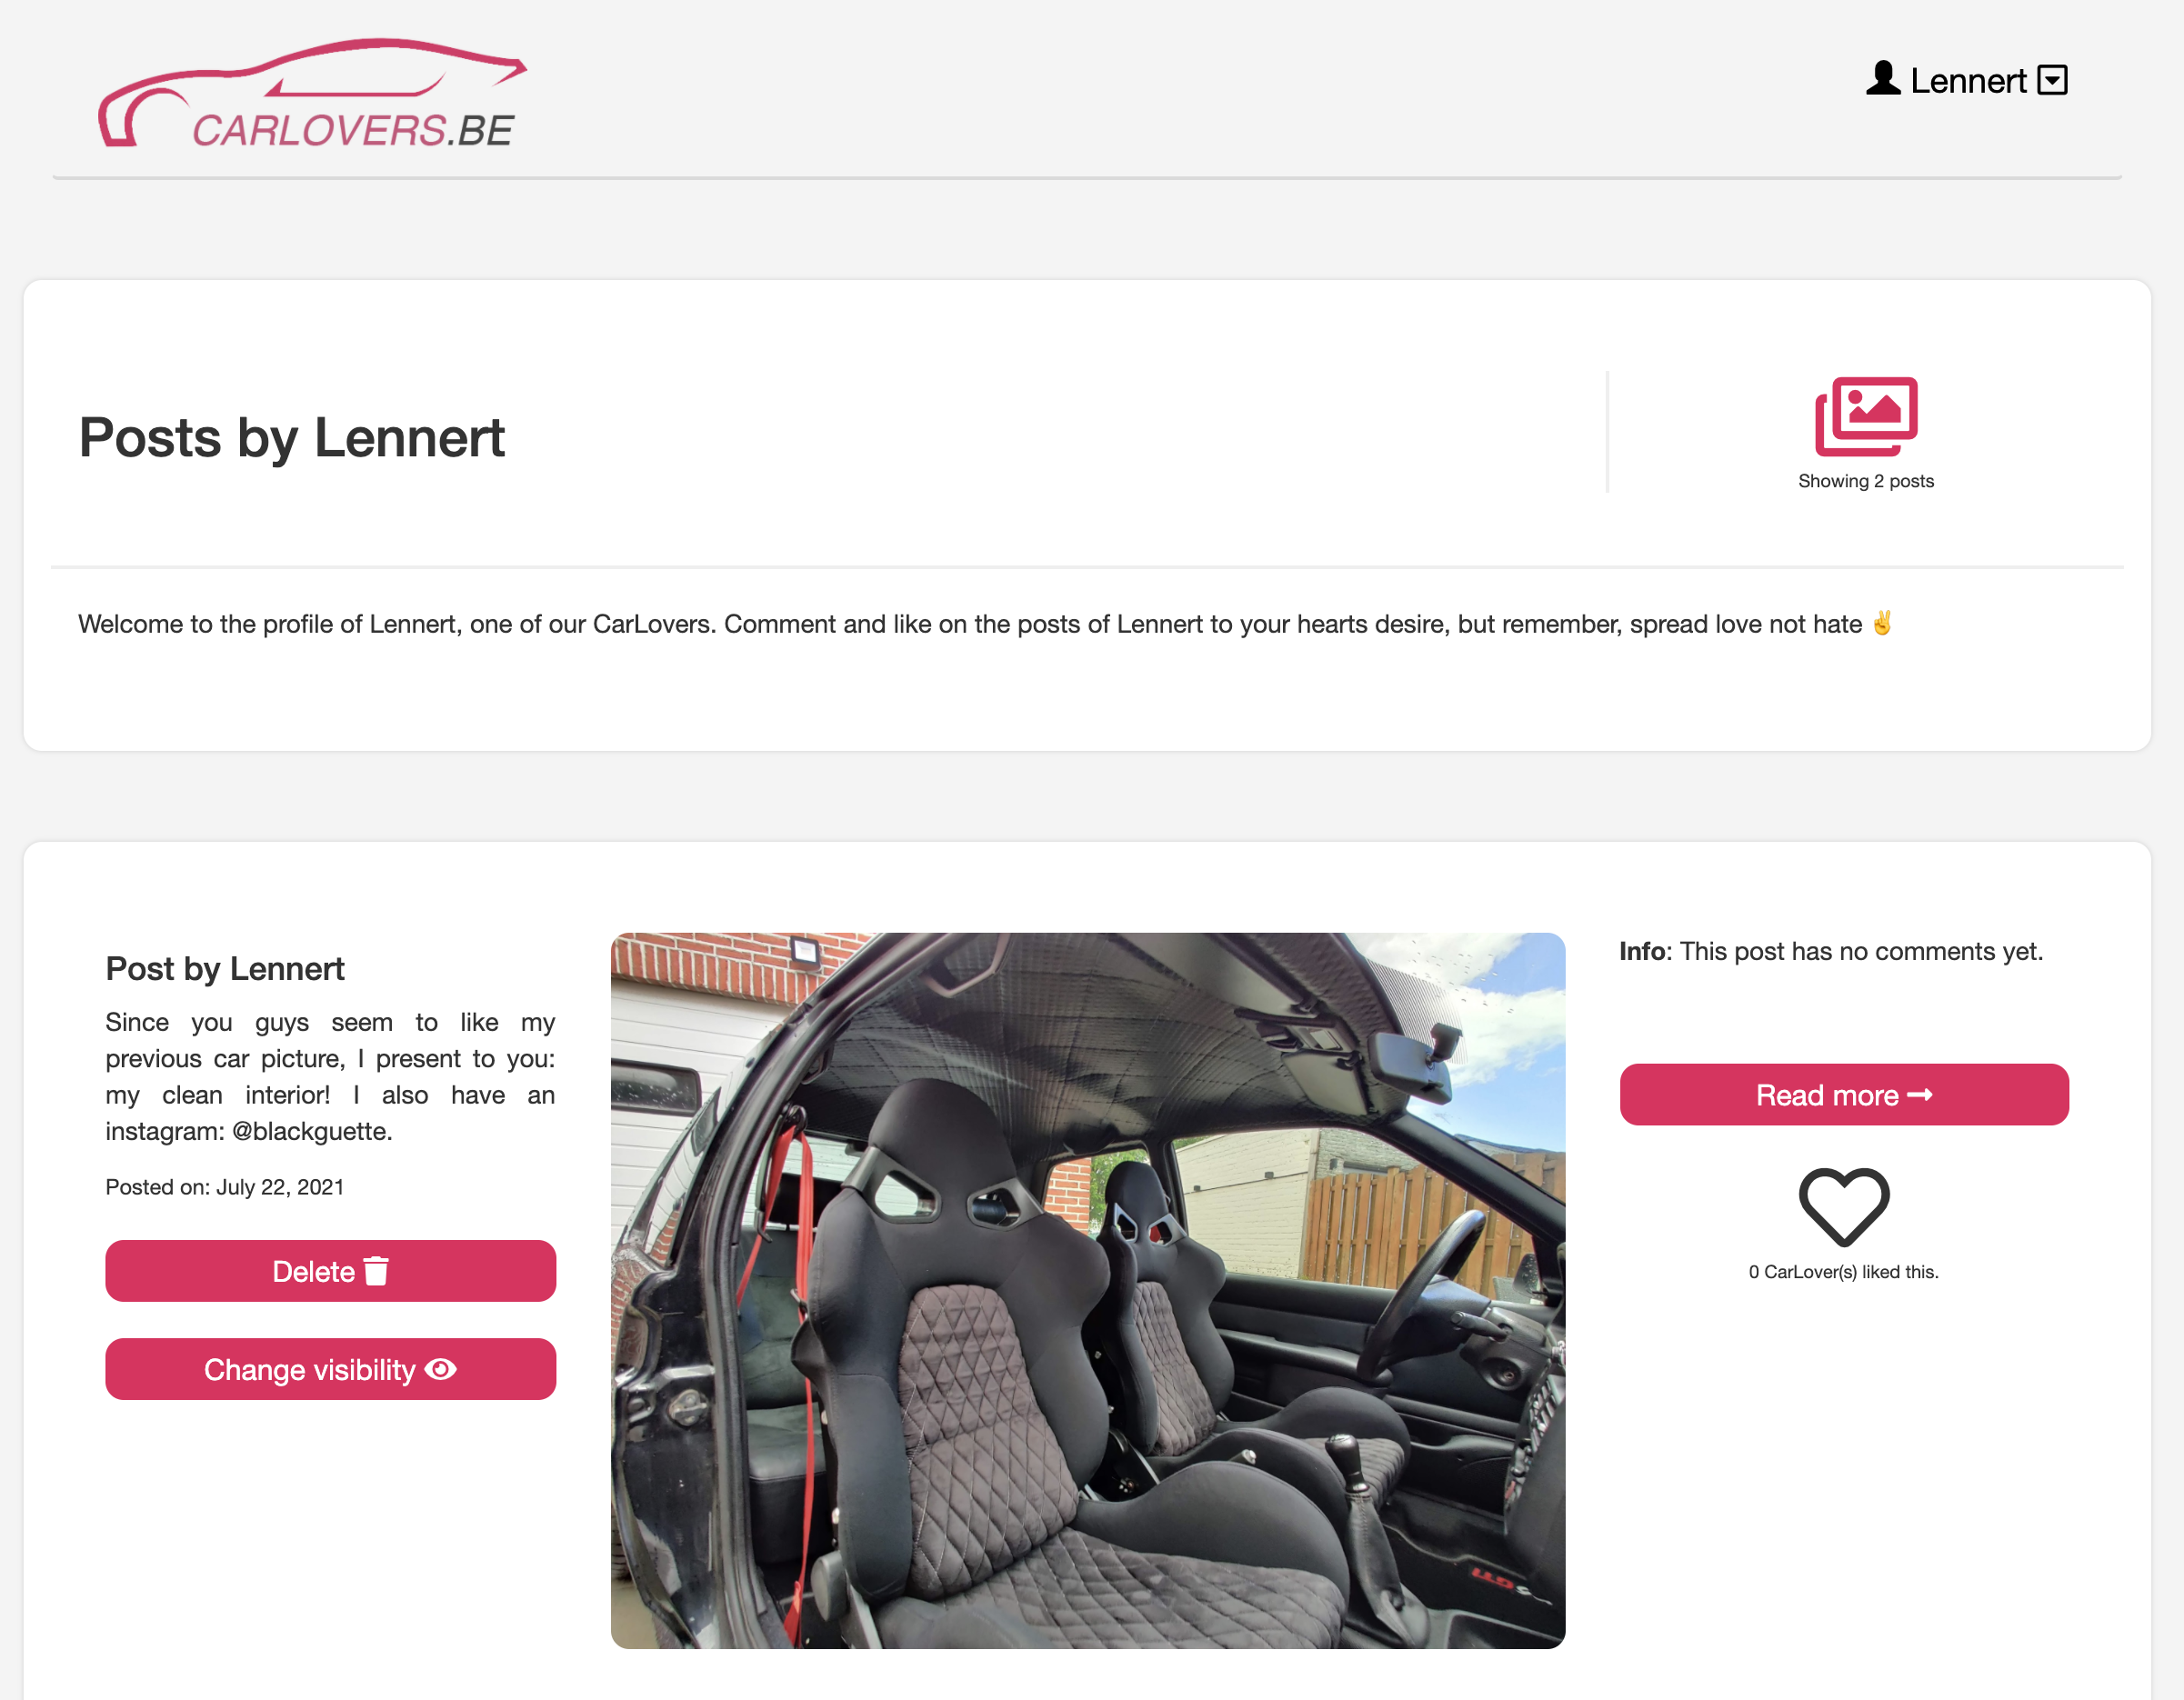 CARLOVERS.BE
Lennert
Posts by Lennert
Showing 2 posts
Welcome to the profile of Lennert, one of our CarLovers. Comment and like on the posts of Lennert to your hearts desire, but remember, spread love not hate ✌️
Post by Lennert
Since you guys seem to like my
previous car picture, I present to you:
my clean interior! I also have an
instagram: @blackguette.
Posted on: July 22, 2021
Delete
Change visibility
Info: This post has no comments yet.
Read more
0 CarLover(s) liked this.